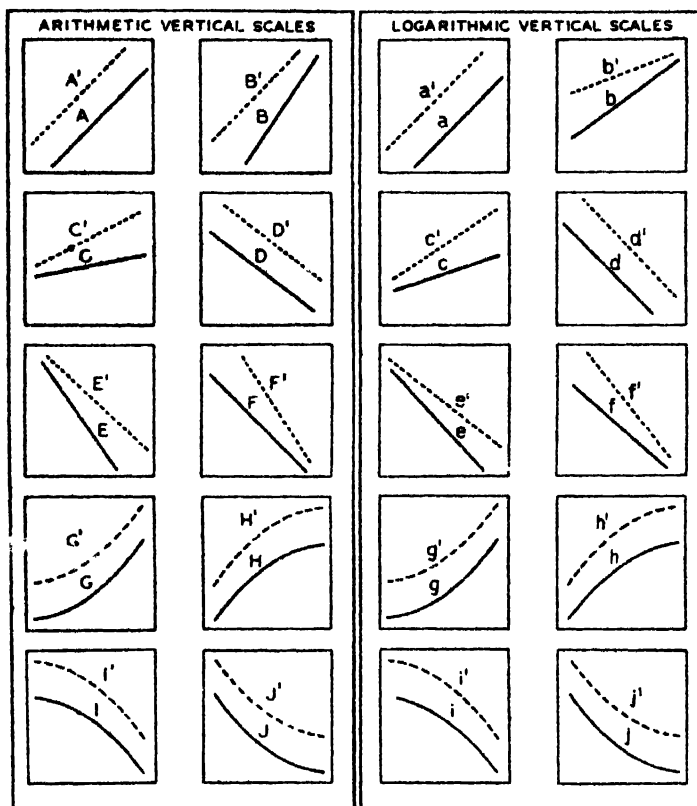 ARITHMETIC VERTICAL SCALES
A'
A
B'
B
C'
C
D'
D
E'
E
F'
F
G'
G
H'
H
I'
I
J'
J
LOGARITHMIC VERTICAL SCALES
a'
a
b'
b
c'
c
d'
d
e'
e
f'
f
g'
g
h'
h
i'
i
j'
j